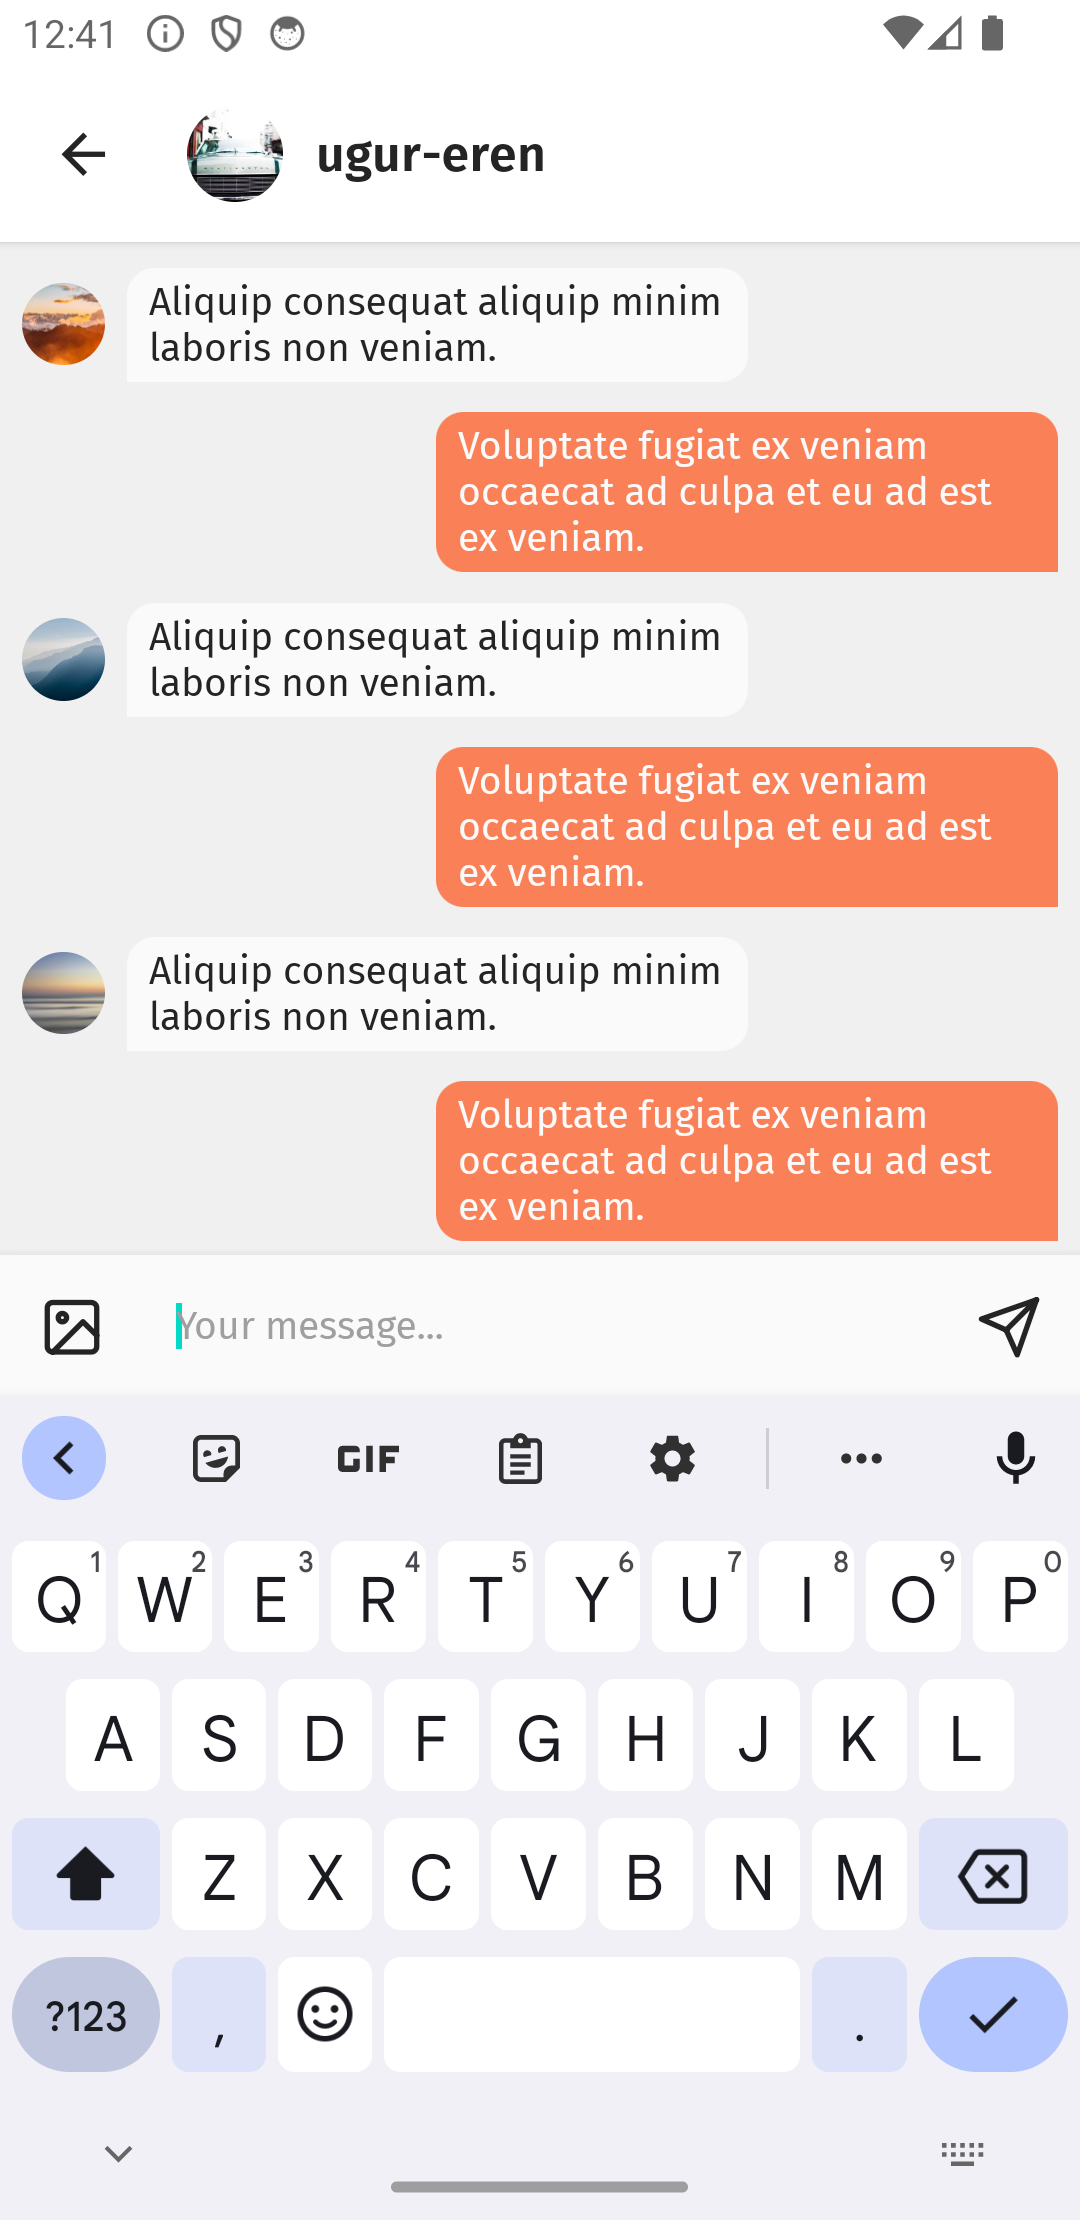 12:41
ugur-eren
Aliquip consequat aliquip minim
laboris non veniam.
Voluptate fugiat ex veniam
occaecat ad culpa et eu ad est
ex veniam.
Aliquip consequat aliquip minim
laboris non veniam.
Voluptate fugiat ex veniam
occaecat ad culpa et eu ad est
ex veniam.
Aliquip consequat aliquip minim
laboris non veniam.
Voluptate fugiat ex veniam
occaecat ad culpa et eu ad est
ex veniam.
Your message...
GIF
Q 1 W 2 E 3 R 4 T 5 Y 6 U 7 I 8 O 9 P 0
A S D F G H J K L
Z X C V B N M
?123 , .